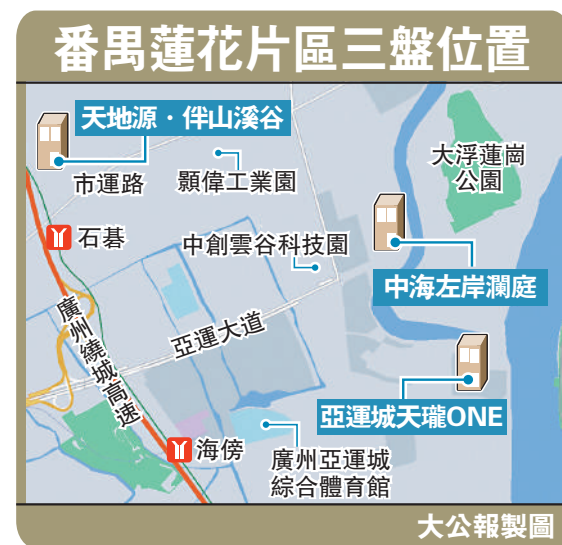 番禺蓮花片區三盤位置
天地源·伴山溪谷
市運路
顥偉工業園
大浮蓮崗
公園
石碁
中創雲谷科技園
中海左岸瀾庭
廣州繞城高速
亞運大道
亞運城天瓏ONE
海傍
廣州亞運城
綜合體育館
大公報製圖